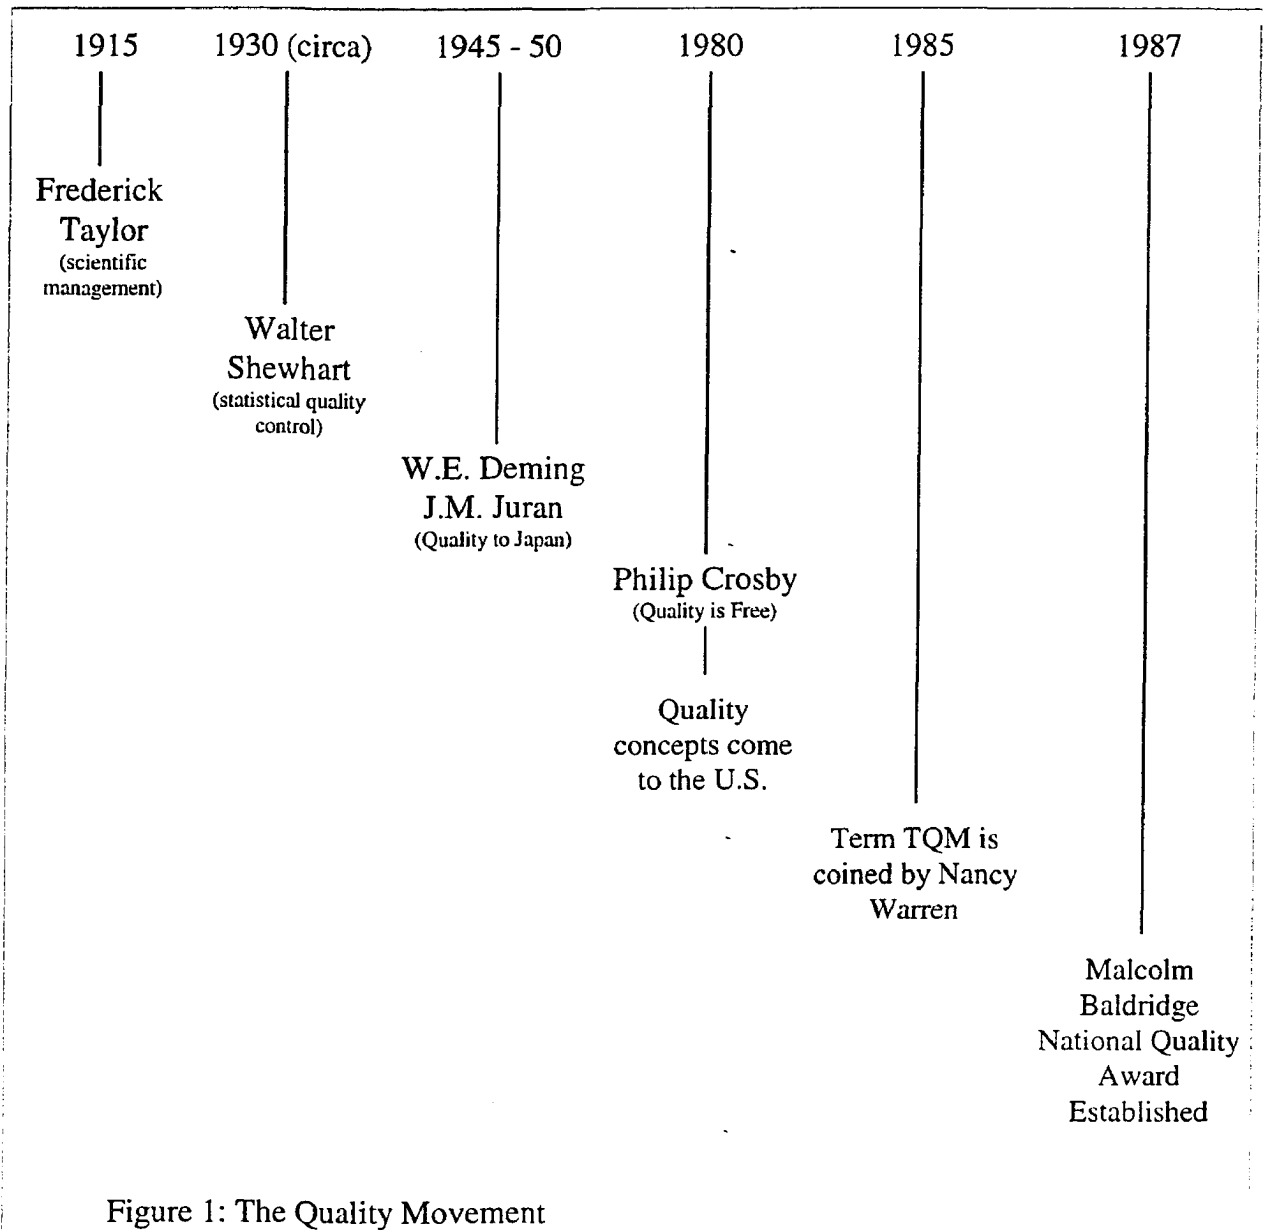 1915
1930 (circa)
1945 - 50
1980
1985
1987
Frederick
Taylor
(scientific
management)
Walter
Shewhart
(statistical quality
control)
W.E. Deming
J.M. Juran
(Quality to Japan)
Philip Crosby
(Quality is Free)
Quality
concepts come
to the U.S.
Term TQM is
coined by Nancy
Warren
Malcolm
Baldridge
National Quality
Award
Established
Figure 1: The Quality Movement